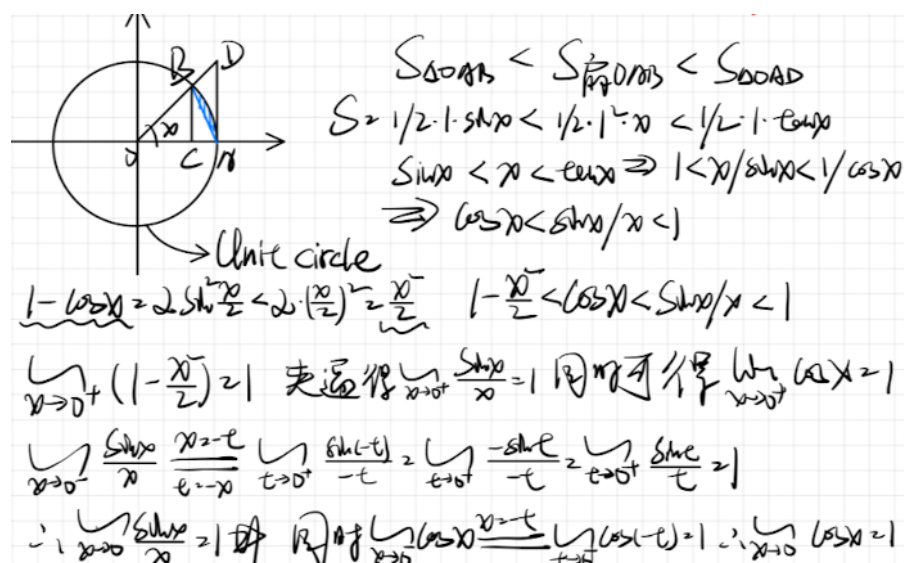 B D
x
O C A
Unit circle
S△OAB < S扇OAB < S△OAD
S = 1/2·1·sinx < 1/2·1²·x < 1/2·1·tanx
sinx < x < tanx ⇒ 1 < x/sinx < 1/cosx
⇒ cosx < sinx/x < 1
1-cosx = 2sin²x/2 < 2·(x/2)² = x²/2 1-x²/2 < cosx < sinx/x < 1
lim x→0⁺ (1-x²/2) = 1 夹逼得 lim x→0⁺ sinx/x = 1 同时可得 lim x→0⁺ cosx = 1
lim x→0⁻ sinx/x x=-t t=-x lim t→0⁺ sin(-t)/-t = lim t→0⁺ -sint/-t = lim t→0⁺ sint/t = 1
∴ lim x→0 sinx/x = 1 同时 lim x→0⁻ cosx x=-t lim cos(-t) = 1 ∴ lim x→0 cosx = 1